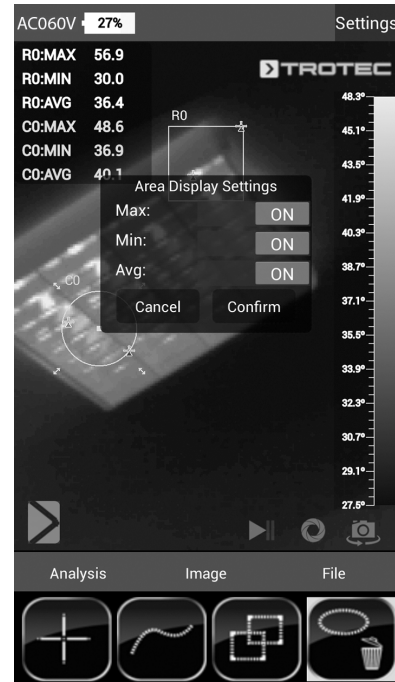 AC060V 27% Settings
R0:MAX 56.9
R0:MIN 30.0
R0:AVG 36.4
C0:MAX 48.6
C0:MIN 36.9
C0:AVG 40.1
TROTEC
R0
48.3°
45.1°
43.5°
41.9°
40.3°
38.7°
37.1°
35.5°
33.9°
32.3°
30.7°
29.1°
27.5°
Area Display Settings
Max: ON
Min: ON
Avg: ON
Cancel Confirm
C0
Analysis Image File